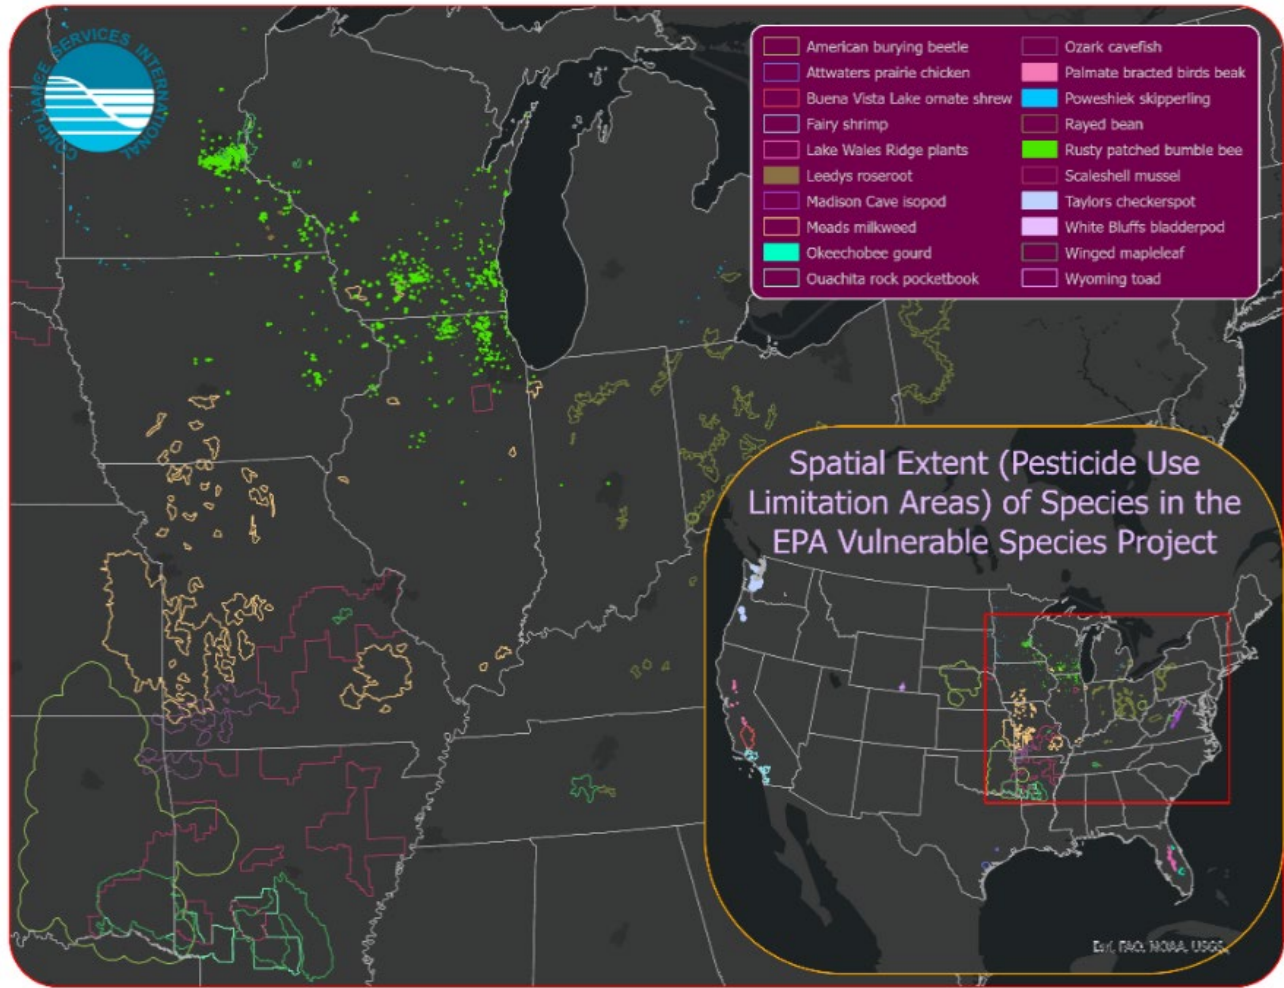 COMPLIANCE SERVICES INTERNATIONAL
American burying beetle
Attwaters prairie chicken
Buena Vista Lake ornate shrew
Fairy shrimp
Lake Wales Ridge plants
Leedys roseroot
Madison Cave isopod
Meads milkweed
Okeechobee gourd
Ouachita rock pocketbook
Ozark cavefish
Palmate bracted birds beak
Poweshiek skipperling
Rayed bean
Rusty patched bumble bee
Scaleshell mussel
Taylors checkerspot
White Bluffs bladderpod
Winged mapleleaf
Wyoming toad
Spatial Extent (Pesticide Use
Limitation Areas) of Species in the
EPA Vulnerable Species Project
Esri, FAO, NOAA, USGS,